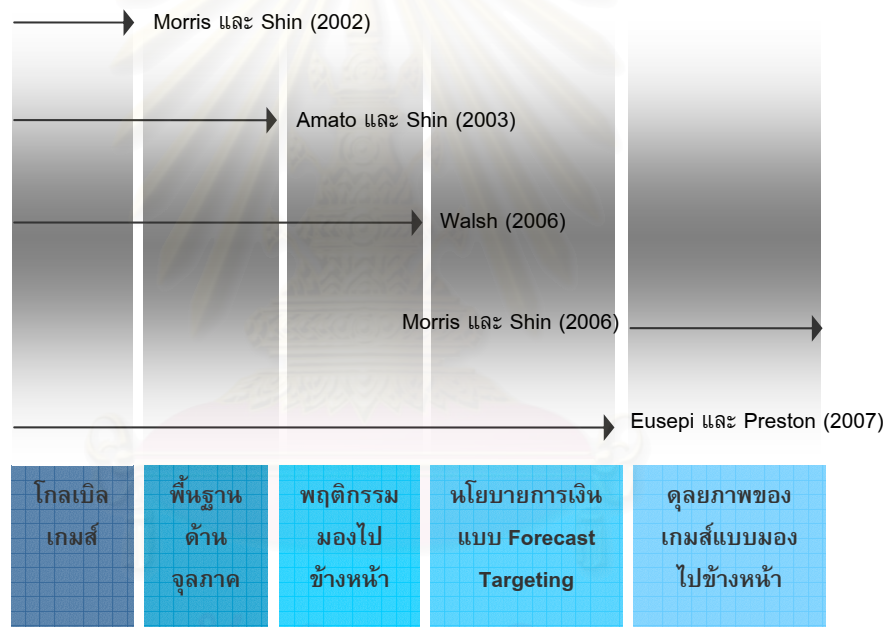 Morris และ Shin (2002)
Amato และ Shin (2003)
Walsh (2006)
Morris และ Shin (2006)
Eusepi และ Preston (2007)
โกลเบิล
เกมส์
พื้นฐาน
ด้าน
จุลภาค
พฤติกรรม
มองไป
ข้างหน้า
นโยบายการเงิน
แบบ Forecast
Targeting
ดุลยภาพของ
เกมส์แบบมอง
ไปข้างหน้า